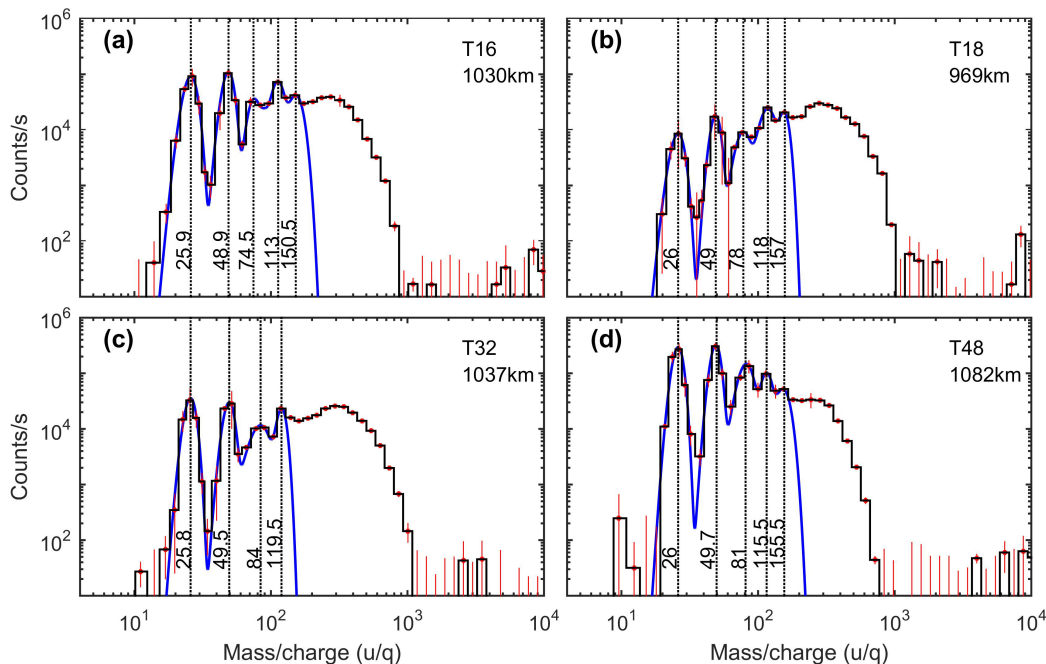 (a)
T16
1030km
10^6
10^4
10^2
Counts/s
25.9
48.9
74.5
113
150.5
(b)
T18
969km
26
49
78
118
157
(c)
T32
1037km
10^6
10^4
10^2
Counts/s
25.8
49.5
84
119.5
10^1
10^2
10^3
10^4
Mass/charge (u/q)
(d)
T48
1082km
26
49.7
81
115.5
155.5
10^1
10^2
10^3
10^4
Mass/charge (u/q)